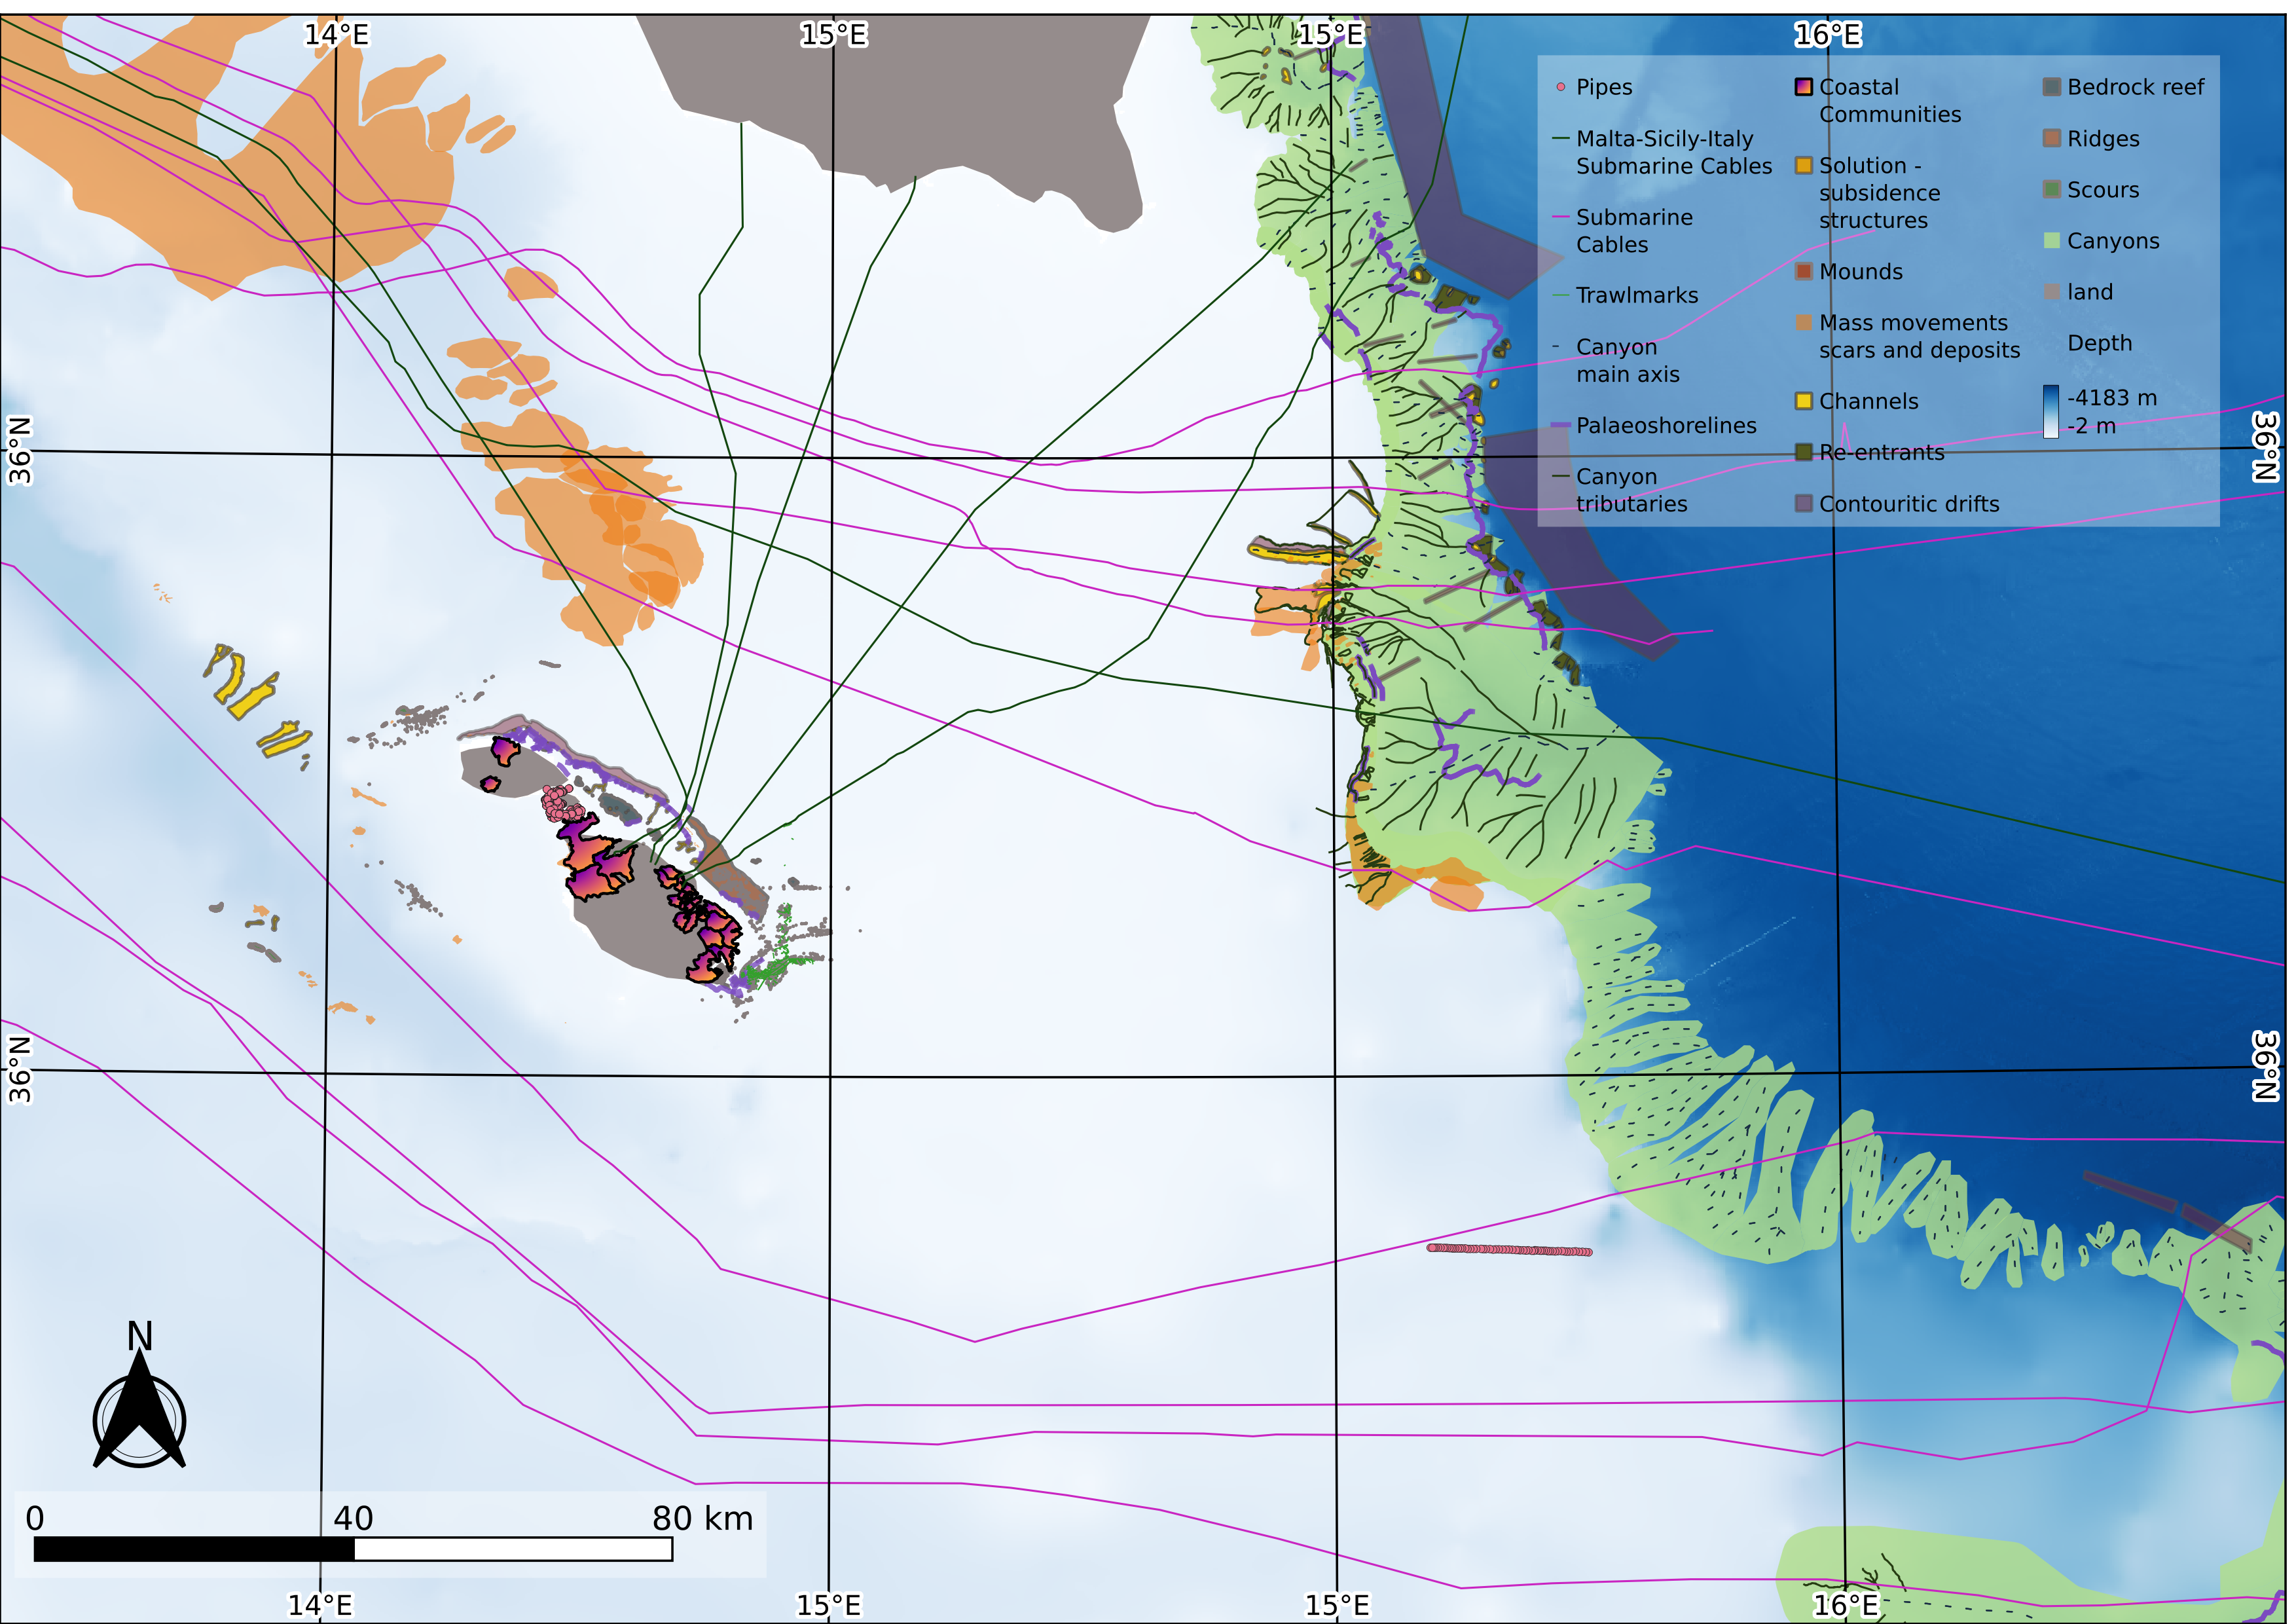 14°E
15°E
15°E
16°E
Pipes
Malta-Sicily-Italy
Submarine Cables
Submarine
Cables
Trawlmarks
Canyon
main axis
Palaeoshorelines
Canyon
tributaries
Coastal
Communities
Solution -
subsidence
structures
Mounds
Mass movements
scars and deposits
Channels
Re-entrants
Contouritic drifts
Bedrock reef
Ridges
Scours
Canyons
land
Depth
-4183 m
-2 m
36°N
36°N
36°N
36°N
N
0
40
80 km
14°E
15°E
15°E
16°E